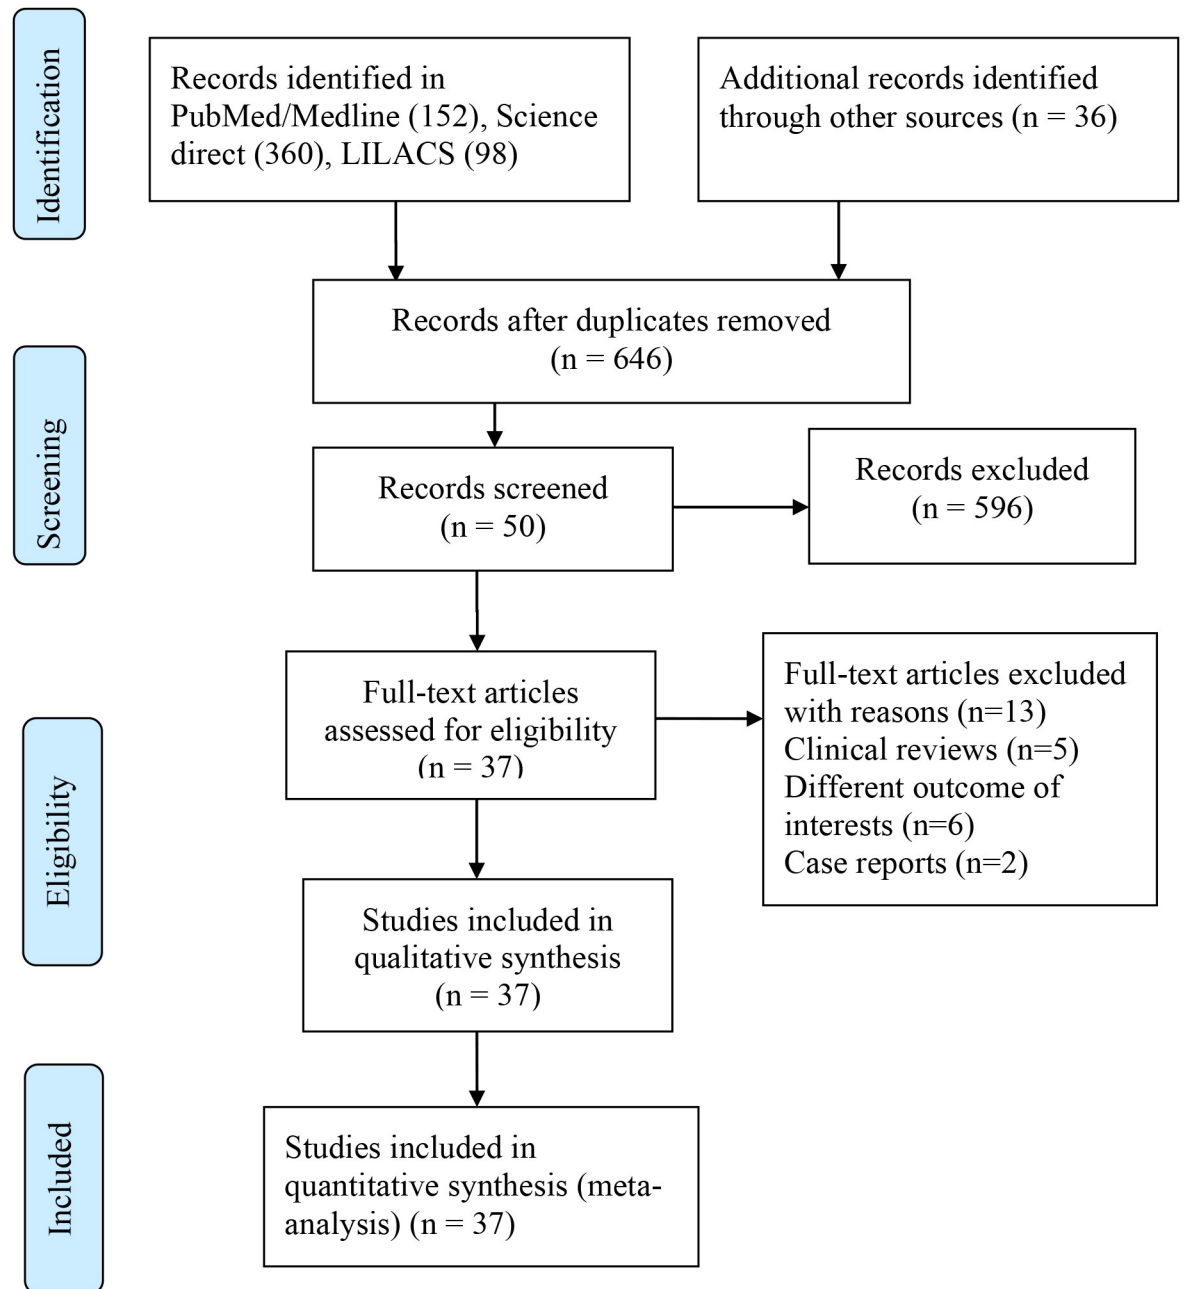 Identification
Records identified in
PubMed/Medline (152), Science
direct (360), LILACS (98)
Additional records identified
through other sources (n = 36)
Records after duplicates removed
(n = 646)
Screening
Records screened
(n = 50)
Records excluded
(n = 596)
Full-text articles
assessed for eligibility
(n = 37)
Full-text articles excluded
with reasons (n=13)
Clinical reviews (n=5)
Different outcome of
interests (n=6)
Case reports (n=2)
Eligibility
Studies included in
qualitative synthesis
(n = 37)
Included
Studies included in
quantitative synthesis (meta-
analysis) (n = 37)